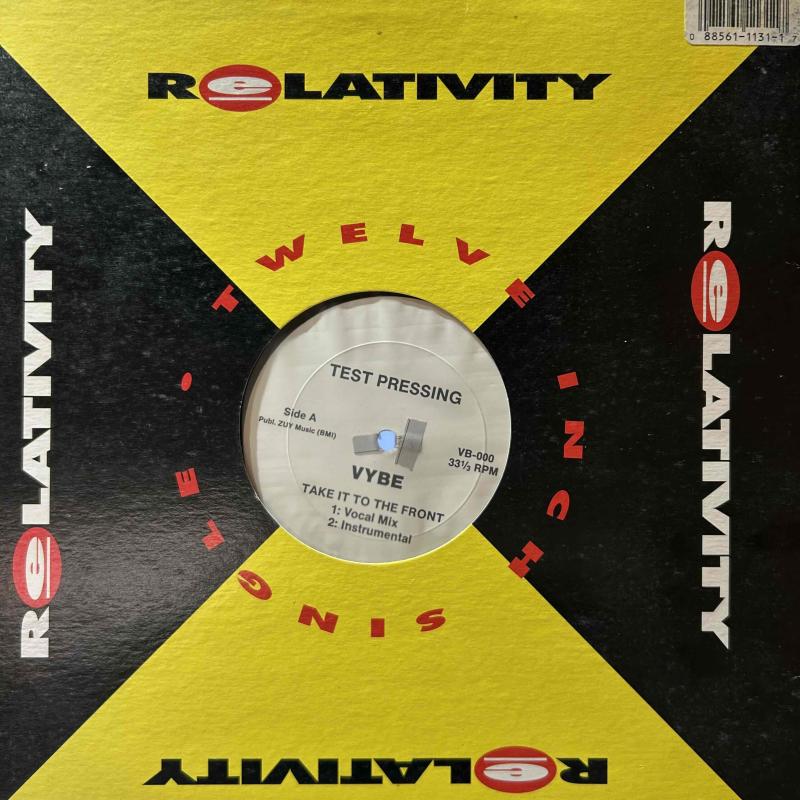 0 88561-1131-1 7
RELATIVITY
TWELVE INCH SINGLE •
RELATIVITY
RELATIVITY
TEST PRESSING
Side A
Publ. ZUY Music (BMI)
VB-000
33⅓ RPM
VYBE
TAKE IT TO THE FRONT
1: Vocal Mix
2: Instrumental
RELATIVITY